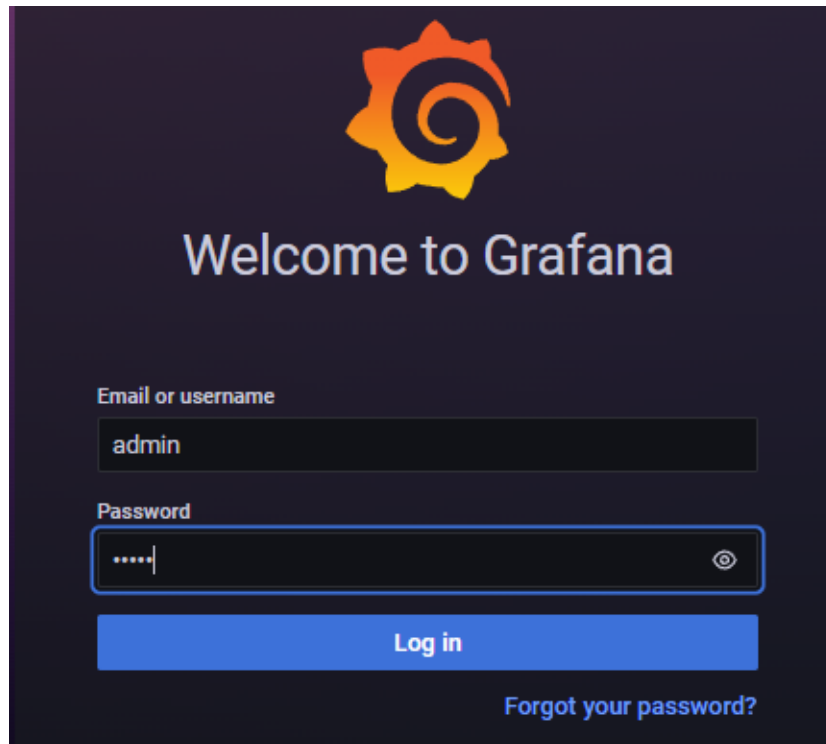 Welcome to Grafana
Email or username
admin
Password
•••••
Log in
Forgot your password?